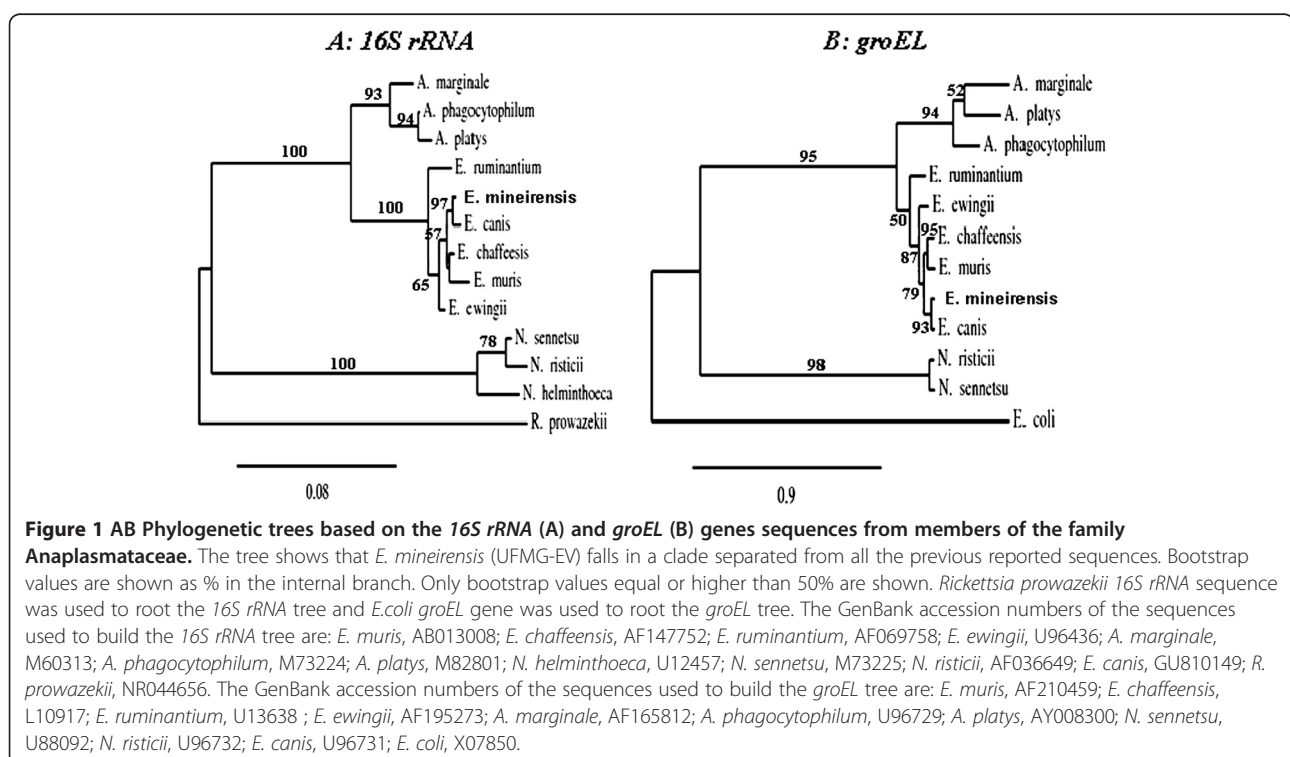 A: 16S rRNA
93
A. marginale
A. phagocytophilum
94
A. platys
100
E. ruminantium
E. mineirensis
97
100
E. canis
57
E. chaffeesis
E. muris
65
E. ewingii
N. sennetsu
78
N. risticii
100
N. helminthoeca
R. prowazekii
0.08
B: groEL
A. marginale
52
A. platys
94
A. phagocytophilum
95
E. ruminantium
E. ewingii
50
95
E. chaffeensis
87
E. muris
79
E. mineirensis
93
E. canis
N. risticii
98
N. sennetsu
E. coli
0.9
Figure 1 AB Phylogenetic trees based on the 16S rRNA (A) and groEL (B) genes sequences from members of the family
Anaplasmataceae. The tree shows that E. mineirensis (UFMG-EV) falls in a clade separated from all the previous reported sequences. Bootstrap
values are shown as % in the internal branch. Only bootstrap values equal or higher than 50% are shown. Rickettsia prowazekii 16S rRNA sequence
was used to root the 16S rRNA tree and E.coli groEL gene was used to root the groEL tree. The GenBank accession numbers of the sequences
used to build the 16S rRNA tree are: E. muris, AB013008; E. chaffeensis, AF147752; E. ruminantium, AF069758; E. ewingii, U96436; A. marginale,
M60313; A. phagocytophilum, M73224; A. platys, M82801; N. helminthoeca, U12457; N. sennetsu, M73225; N. risticii, AF036649; E. canis, GU810149; R.
prowazekii, NR044656. The GenBank accession numbers of the sequences used to build the groEL tree are: E. muris, AF210459; E. chaffeensis,
L10917; E. ruminantium, U13638 ; E. ewingii, AF195273; A. marginale, AF165812; A. phagocytophilum, U96729; A. platys, AY008300; N. sennetsu,
U88092; N. risticii, U96732; E. canis, U96731; E. coli, X07850.